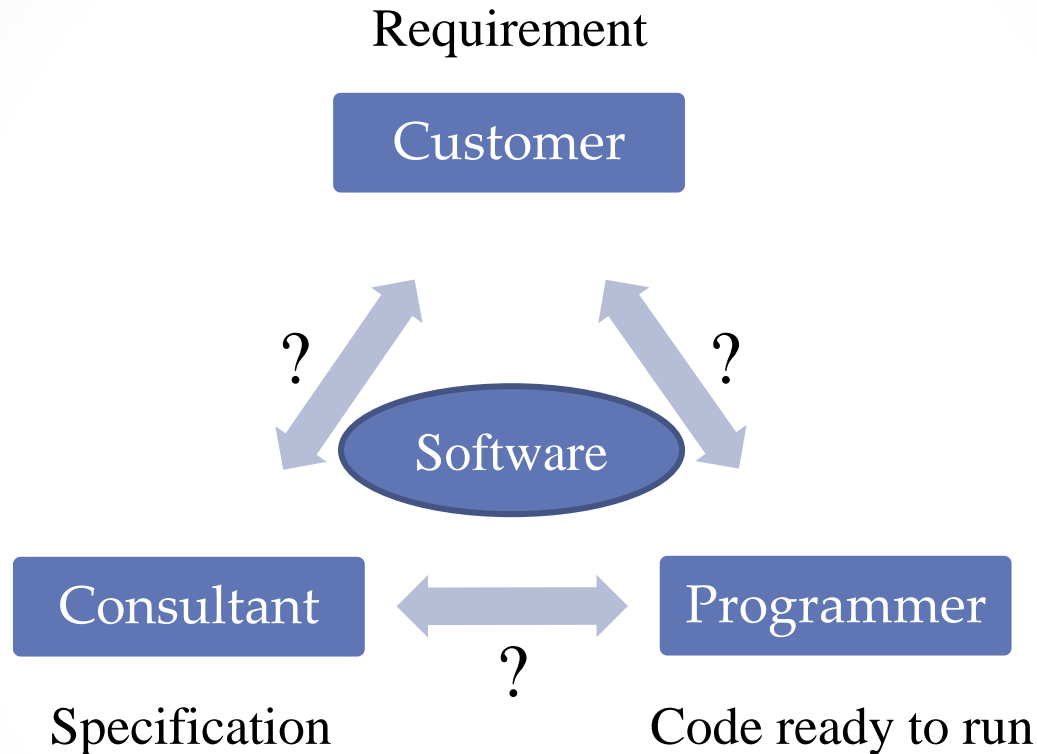 Requirement
Customer
?
?
Software
Consultant
Programmer
?
Specification
Code ready to run